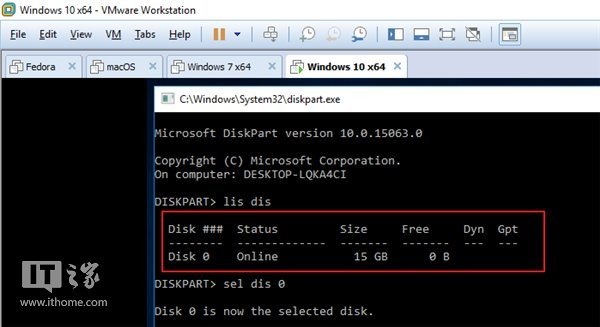 Windows 10 x64 - VMware Workstation
File Edit View VM Tabs Help
Fedora macOS Windows 7 x64 Windows 10 x64
C:\Windows\System32\diskpart.exe
Microsoft DiskPart version 10.0.15063.0
Copyright (C) Microsoft Corporation.
On computer: DESKTOP-LQKA4CI
DISKPART> lis dis
Disk ### Status Size Free Dyn Gpt
-------- ------------- ------- ------- --- ---
Disk 0 Online 15 GB 0 B
DISKPART> sel dis 0
Disk 0 is now the selected disk.
IT之家
www.ithome.com